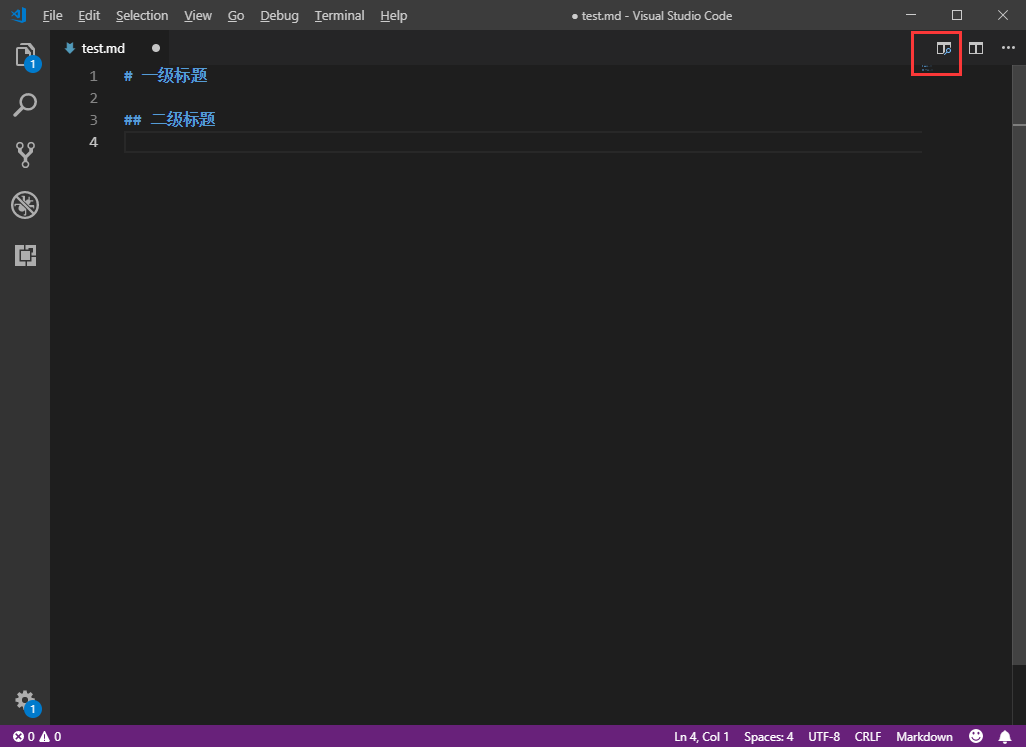 File Edit Selection View Go Debug Terminal Help ● test.md - Visual Studio Code
test.md ●
1 # 一级标题
2
3 ## 二级标题
4
1
1
0 0 Ln 4, Col 1 Spaces: 4 UTF-8 CRLF Markdown